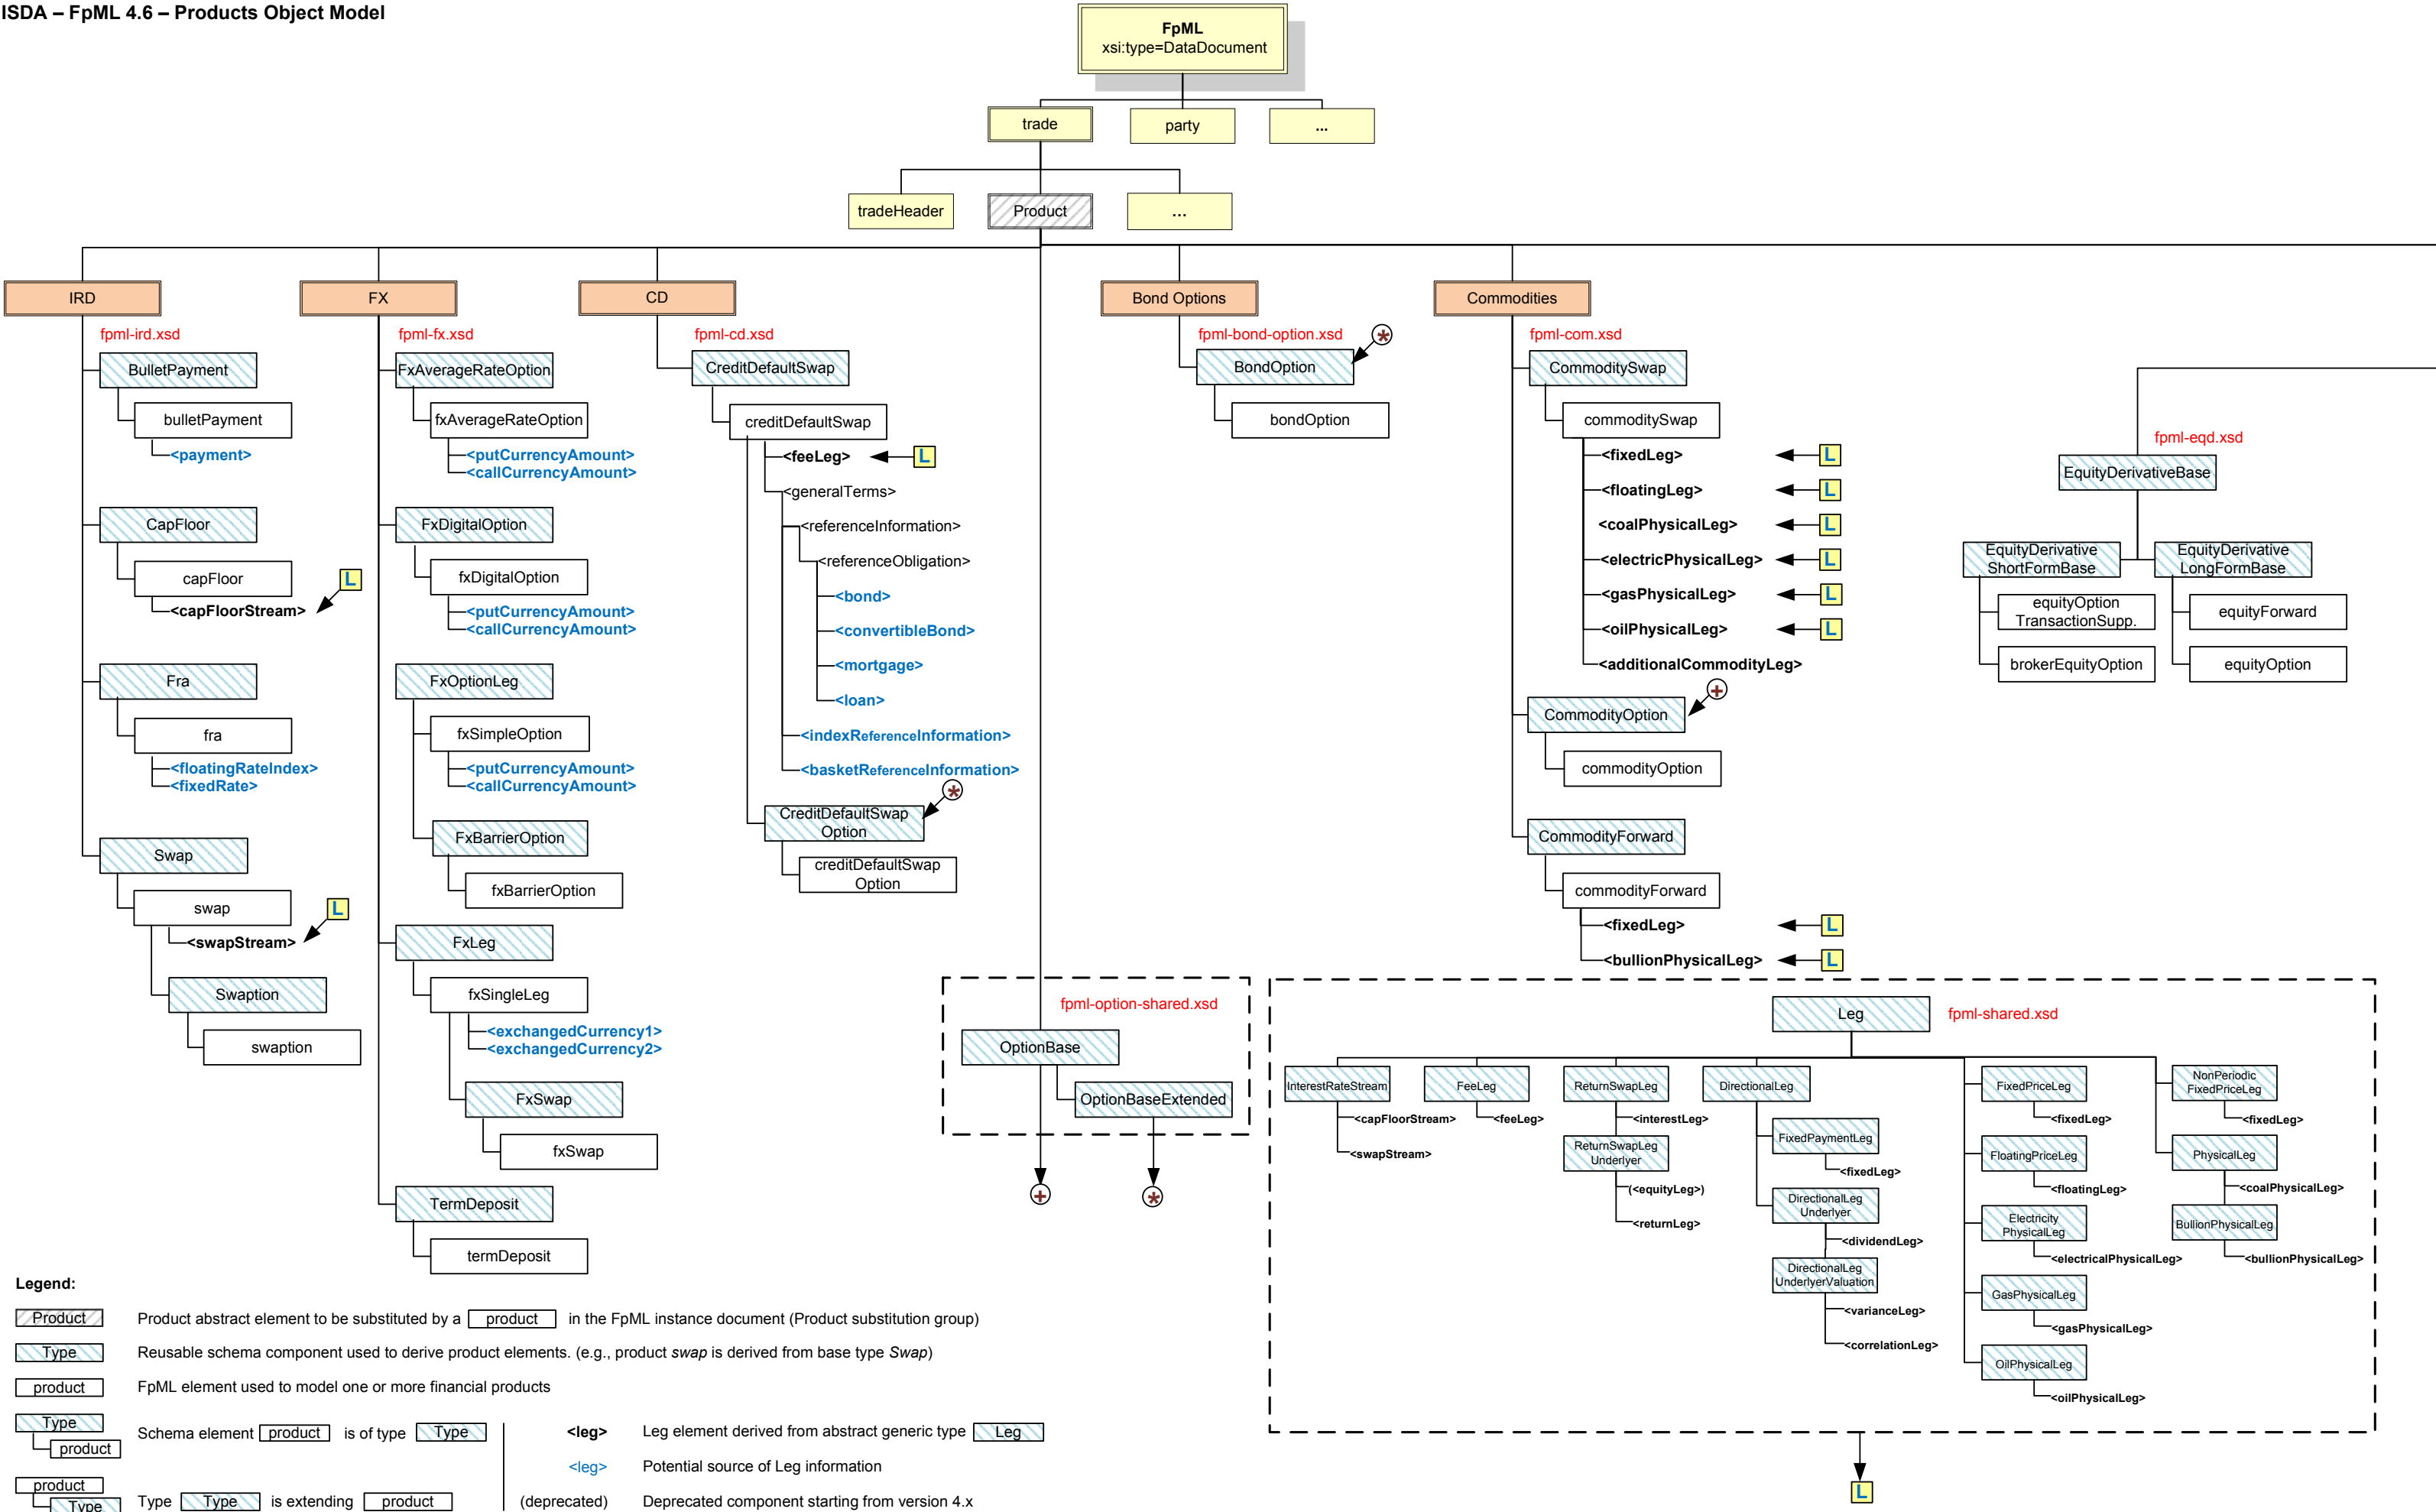 ISDA – FpML 4.6 – Products Object Model
FpML
xsi:type=DataDocument
trade
party
...
tradeHeader
Product
...
IRD
fpml-ird.xsd
BulletPayment
bulletPayment
<payment>
CapFloor
capFloor
L
<capFloorStream>
Fra
fra
<floatingRateIndex>
<fixedRate>
Swap
swap
L
<swapStream>
Swaption
swaption
FX
fpml-fx.xsd
FxAverageRateOption
fxAverageRateOption
<putCurrencyAmount>
<callCurrencyAmount>
FxDigitalOption
fxDigitalOption
<putCurrencyAmount>
<callCurrencyAmount>
FxOptionLeg
fxSimpleOption
<putCurrencyAmount>
<callCurrencyAmount>
FxBarrierOption
fxBarrierOption
FxLeg
fxSingleLeg
<exchangedCurrency1>
<exchangedCurrency2>
FxSwap
fxSwap
TermDeposit
termDeposit
CD
fpml-cd.xsd
CreditDefaultSwap
creditDefaultSwap
<feeLeg> L
<generalTerms>
<referenceInformation>
<referenceObligation>
<bond>
<convertibleBond>
<mortgage>
<loan>
<indexReferenceInformation>
<basketReferenceInformation>
*
CreditDefaultSwap
Option
creditDefaultSwap
Option
fpml-option-shared.xsd
OptionBase
OptionBaseExtended
+
*
Bond Options
fpml-bond-option.xsd
*
BondOption
bondOption
Commodities
fpml-com.xsd
CommoditySwap
commoditySwap
<fixedLeg> L
<floatingLeg> L
<coalPhysicalLeg> L
<electricPhysicalLeg> L
<gasPhysicalLeg> L
<oilPhysicalLeg> L
<additionalCommodityLeg>
+
CommodityOption
commodityOption
CommodityForward
commodityForward
<fixedLeg> L
<bullionPhysicalLeg> L
fpml-eqd.xsd
EquityDerivativeBase
EquityDerivative
ShortFormBase
equityOption
TransactionSupp.
brokerEquityOption
EquityDerivative
LongFormBase
equityForward
equityOption
Leg
fpml-shared.xsd
InterestRateStream
<capFloorStream>
<swapStream>
FeeLeg
<feeLeg>
ReturnSwapLeg
<interestLeg>
ReturnSwapLeg
Underlyer
(<equityLeg>)
<returnLeg>
DirectionalLeg
FixedPaymentLeg
<fixedLeg>
DirectionalLeg
Underlyer
<dividendLeg>
DirectionalLeg
UnderlyerValuation
<varianceLeg>
<correlationLeg>
FixedPriceLeg
<fixedLeg>
FloatingPriceLeg
<floatingLeg>
Electricity
PhysicalLeg
<electricalPhysicalLeg>
GasPhysicalLeg
<gasPhysicalLeg>
OilPhysicalLeg
<oilPhysicalLeg>
NonPeriodic
FixedPriceLeg
<fixedLeg>
PhysicalLeg
<coalPhysicalLeg>
BullionPhysicalLeg
<bullionPhysicalLeg>
L
Legend:
Product Product abstract element to be substituted by a product in the FpML instance document (Product substitution group)
Type Reusable schema component used to derive product elements. (e.g., product swap is derived from base type Swap)
product FpML element used to model one or more financial products
Type
product
Schema element product is of type Type
product
Type
Type Type is extending product
<leg> Leg element derived from abstract generic type Leg
<leg> Potential source of Leg information
(deprecated) Deprecated component starting from version 4.x